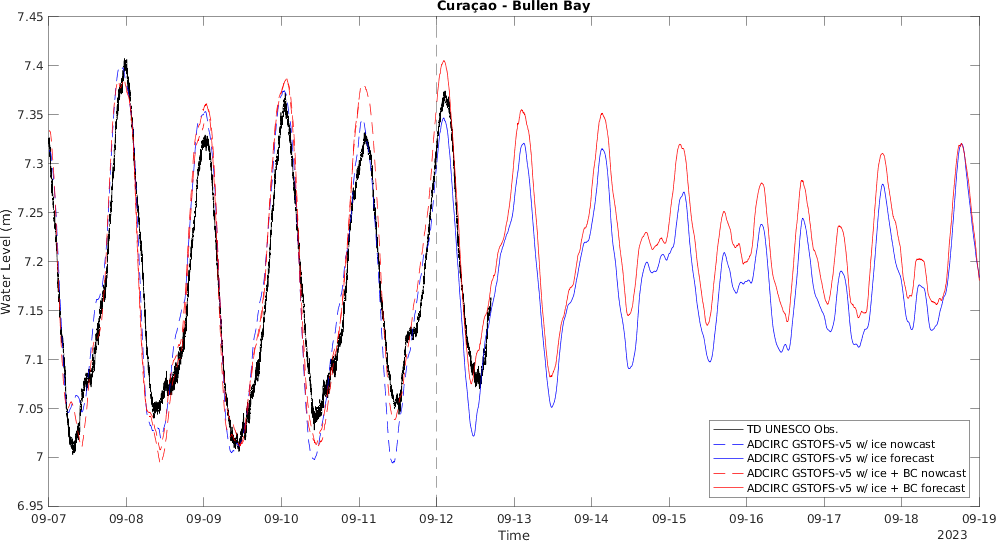 Curaçao - Bullen Bay
7.45
7.4
7.35
7.3
7.25
7.2
7.15
7.1
7.05
7
6.95
Water Level (m)
TD UNESCO Obs.
ADCIRC GSTOFS-v5 w/ ice nowcast
ADCIRC GSTOFS-v5 w/ ice forecast
ADCIRC GSTOFS-v5 w/ ice + BC nowcast
ADCIRC GSTOFS-v5 w/ ice + BC forecast
09-07 09-08 09-09 09-10 09-11 09-12 09-13 09-14 09-15 09-16 09-17 09-18 09-19
Time
2023